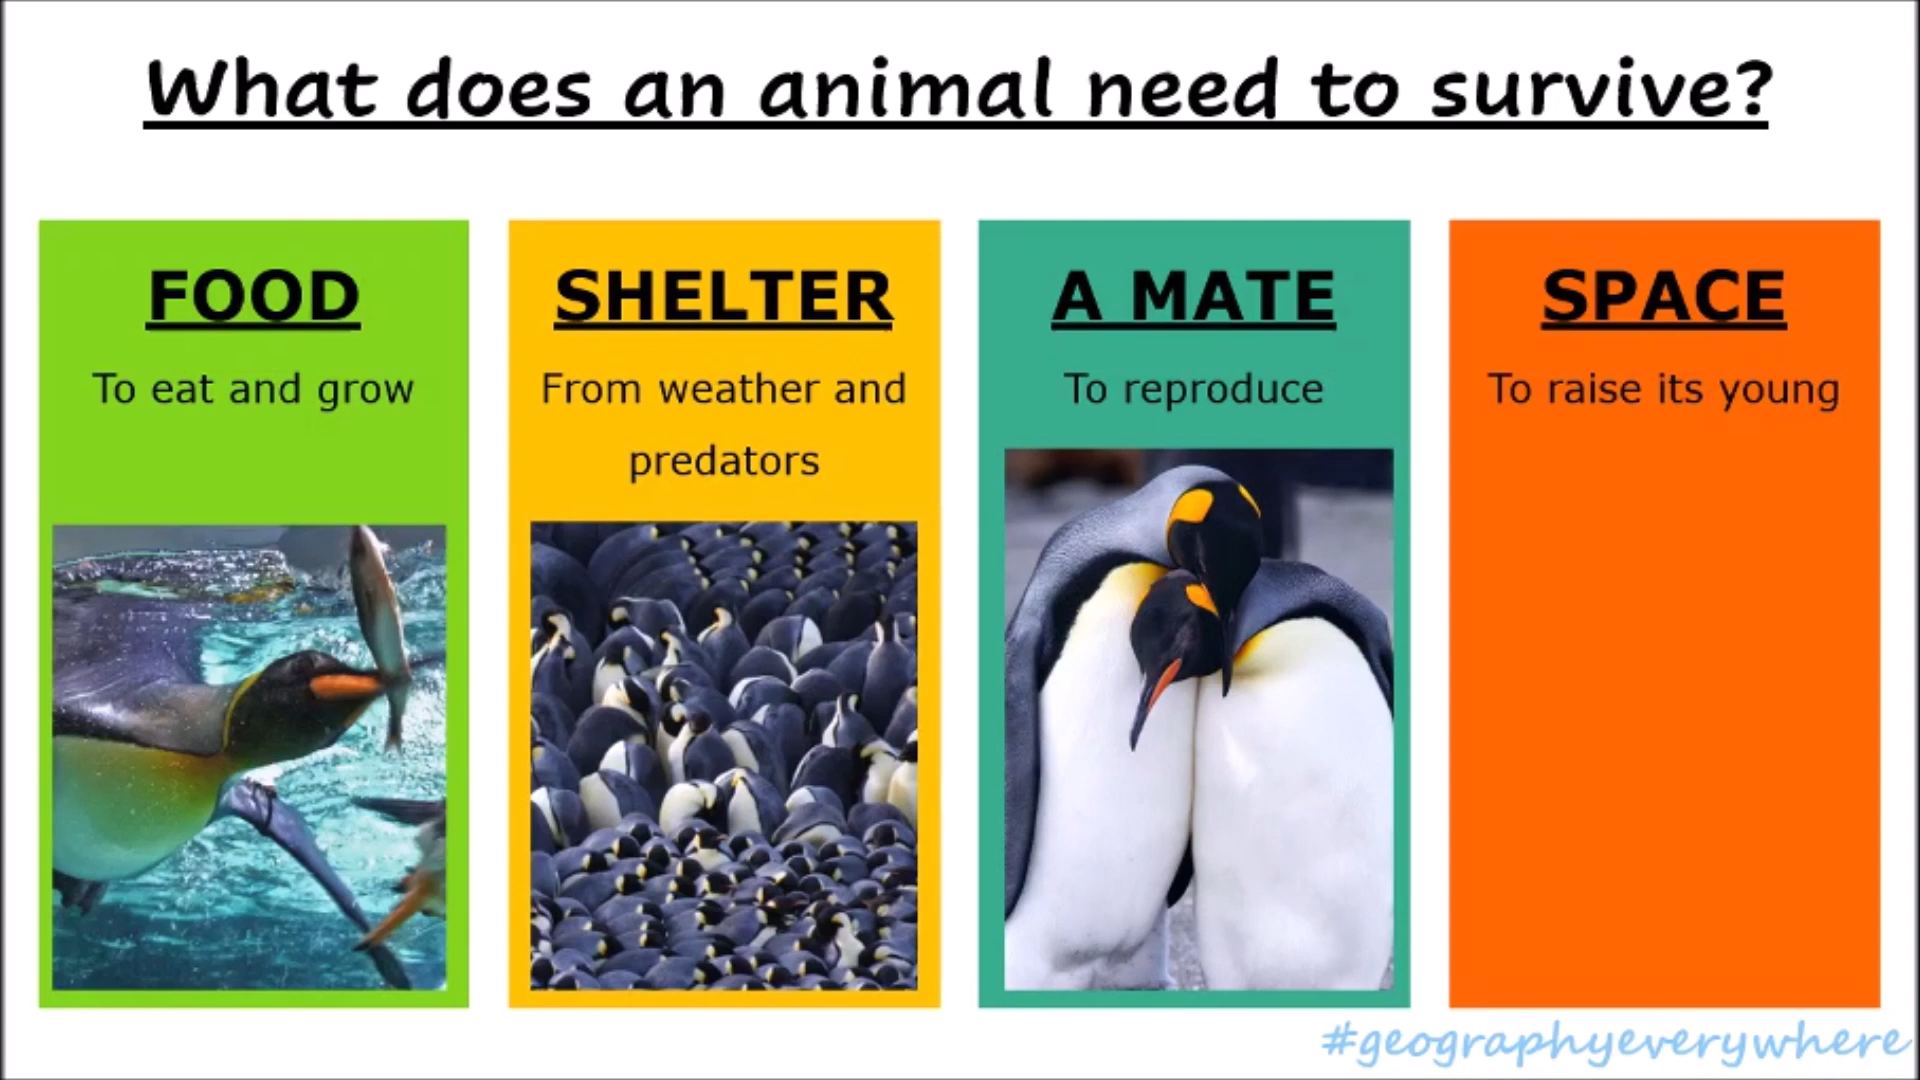 What does an animal need to survive?
FOOD
To eat and grow
SHELTER
From weather and
predators
A MATE
To reproduce
SPACE
To raise its young
#geographyeverywhere